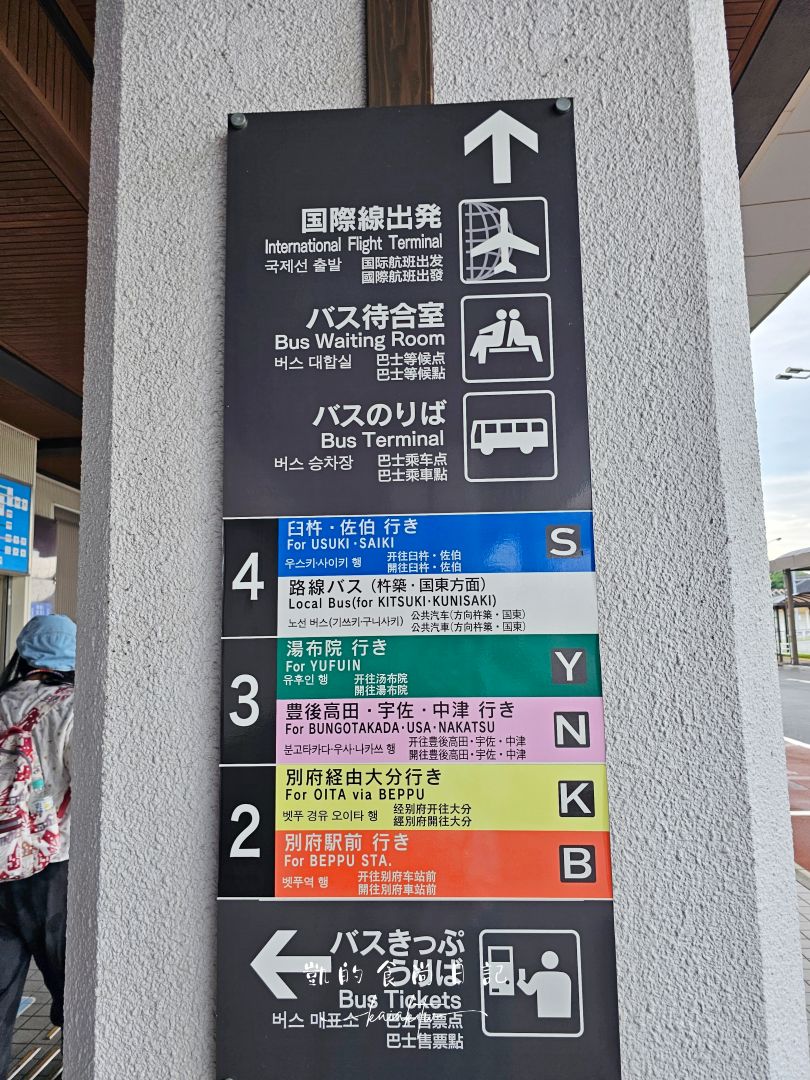 国際線出発
International Flight Terminal
국제선 출발
国际航班出发
國際航班出發
バス待合室
Bus Waiting Room
버스 대합실
巴士等候点
巴士等候點
バスのりば
Bus Terminal
버스 승차장
巴士乘车点
巴士乘車點
4
臼杵・佐伯 行き
For USUKI・SAIKI
우스키・사이키 행
开往臼杵・佐伯
開往臼杵・佐伯
S
路線バス（杵築・国東方面）
Local Bus(for KITSUKI・KUNISAKI)
노선 버스(기쓰키・구니사키)
公共汽车(方向杵築・国東)
公共汽車(方向杵築・国東)
3
湯布院 行き
For YUFUIN
유후인 행
开往汤布院
開往湯布院
Y
豊後高田・宇佐・中津 行き
For BUNGOTAKADA・USA・NAKATSU
분고타카다・우사・나카쓰 행
开往豊後高田・宇佐・中津
開往豊後高田・宇佐・中津
N
2
別府経由大分行き
For OITA via BEPPU
벳푸 경유 오이타 행
经别府开往大分
經別府開往大分
K
別府駅前 行き
For BEPPU STA.
벳푸역 행
开往别府车站前
開往別府車站前
B
バスきっぷ
うりば
Bus Tickets
버스 매표소
巴士售票点
巴士售票點
凱的食尚日記